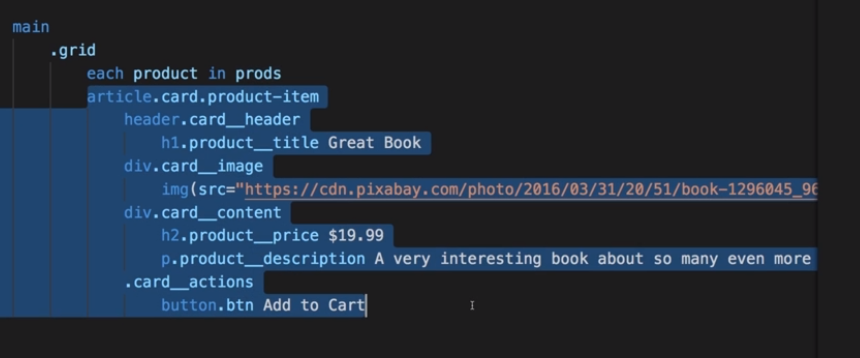 main
.grid
each product in prods
article.card.product-item
header.card__header
h1.product__title Great Book
div.card__image
img(src="https://cdn.pixabay.com/photo/2016/03/31/20/51/book-1296045_96
div.card__content
h2.product__price $19.99
p.product__description A very interesting book about so many even more
.card__actions
button.btn Add to Cart